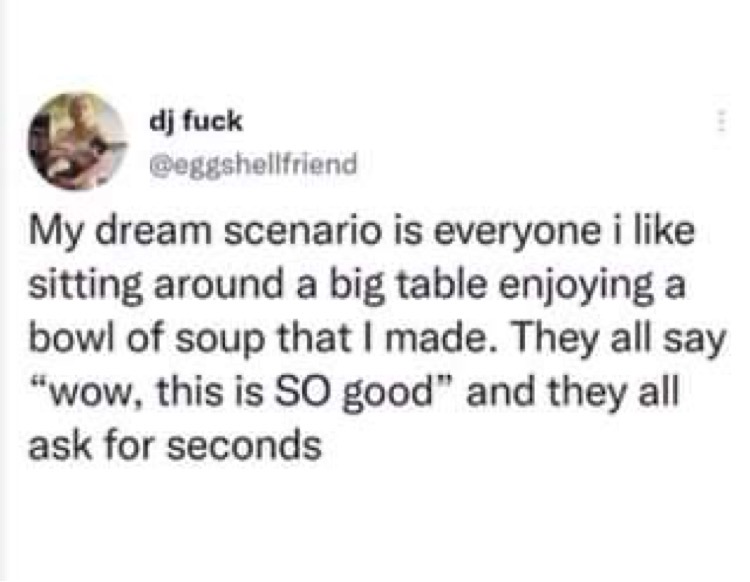 dj fuck
@eggshellfriend
My dream scenario is everyone i like
sitting around a big table enjoying a
bowl of soup that I made. They all say
“wow, this is SO good” and they all
ask for seconds